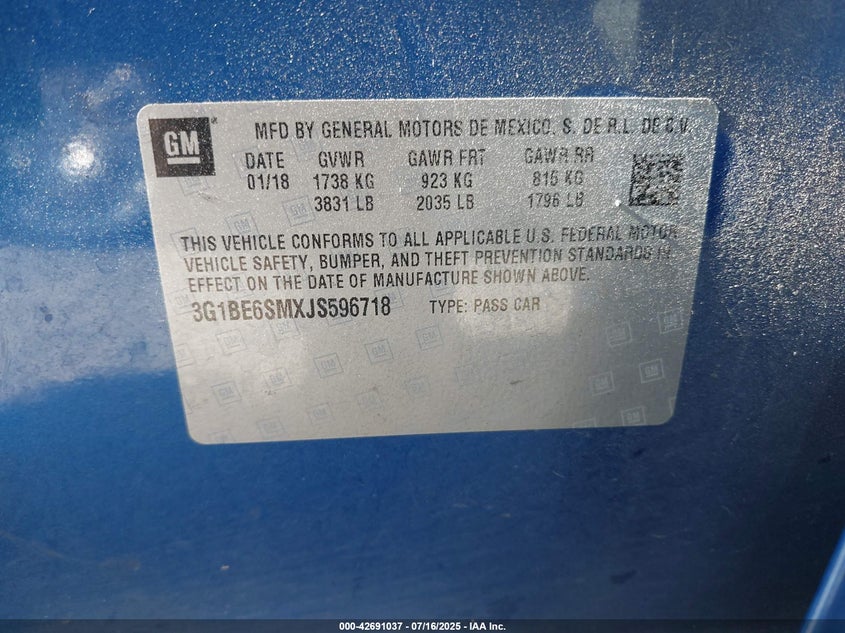 GM
MFD BY GENERAL MOTORS DE MEXICO. S. DE R.L. DE C.V.
DATE GVWR GAWR FRT GAWR RR
01/18 1738 KG 923 KG 815 KG
3831 LB 2035 LB 1796 LB
THIS VEHICLE CONFORMS TO ALL APPLICABLE U.S. FEDERAL MOTOR
VEHICLE SAFETY, BUMPER, AND THEFT PREVENTION STANDARDS IN
EFFECT ON THE DATE OF MANUFACTURE SHOWN ABOVE.
3G1BE6SMXJS596718 TYPE: PASS CAR
000-42691037 - 07/16/2025 - IAA Inc.